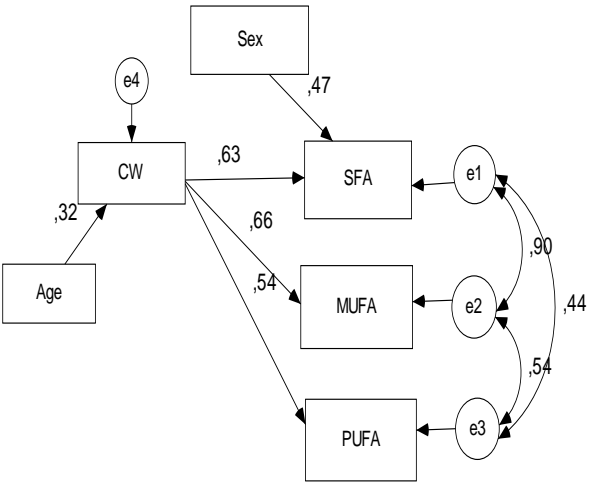 Sex
e4
,47
CW
,63
SFA
e1
,32
,66
,90
Age
,54
MUFA
e2
,44
,54
PUFA
e3